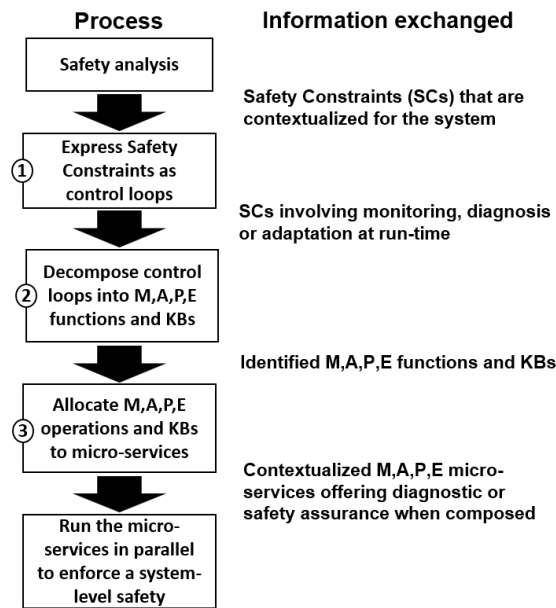 Process
Information exchanged
Safety analysis
Safety Constraints (SCs) that are
contextualized for the system
1
Express Safety
Constraints as
control loops
SCs involving monitoring, diagnosis
or adaptation at run-time
2
Decompose control
loops into M,A,P,E
functions and KBs
Identified M,A,P,E functions and KBs
3
Allocate M,A,P,E
operations and KBs
to micro-services
Contextualized M,A,P,E micro-
services offering diagnostic or
safety assurance when composed
Run the micro-
services in parallel
to enforce a system-
level safety